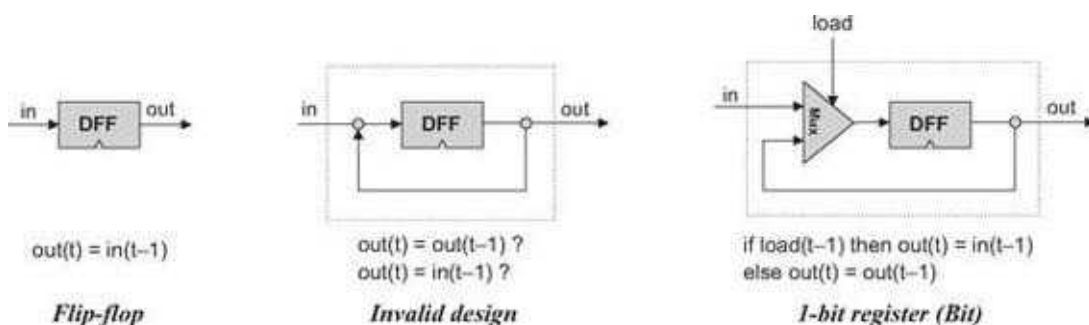 in
DFF
out
out(t) = in(t–1)
Flip-flop
in
DFF
out
out(t) = out(t–1) ?
out(t) = in(t–1) ?
Invalid design
load
in
Mux
DFF
out
if load(t–1) then out(t) = in(t–1)
else out(t) = out(t–1)
1-bit register (Bit)